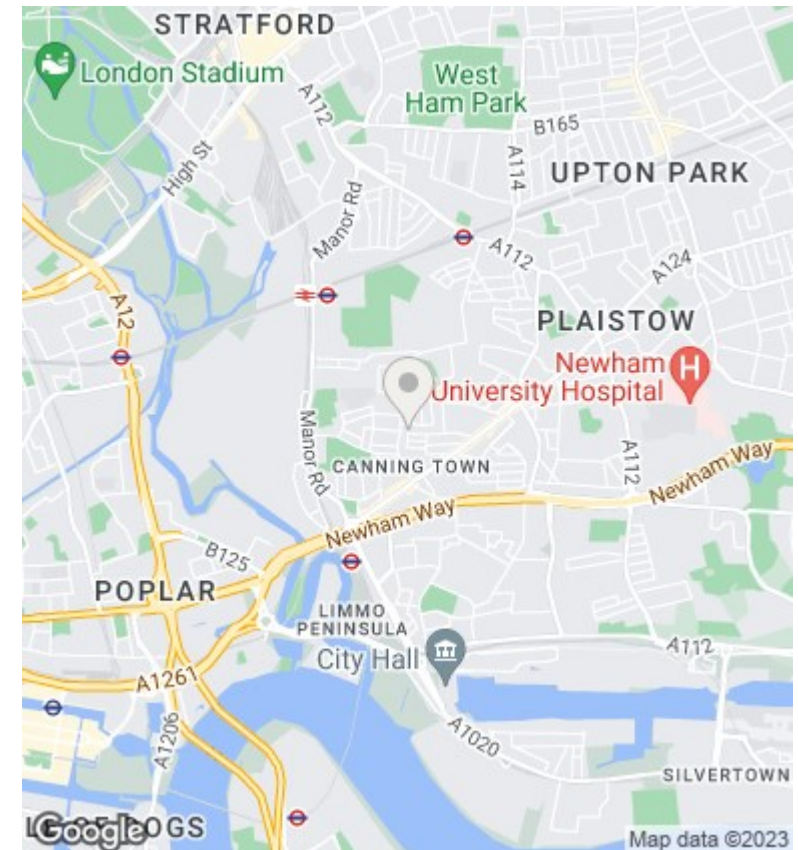 STRATFORD
London Stadium
West
Ham Park
A112
B165
High St
A114
UPTON PARK
Manor Rd
A112
A124
A12
PLAISTOW
Newham
University Hospital
H
Manor Rd
A112
CANNING TOWN
Newham Way
Newham Way
B125
POPLAR
LIMMO
PENINSULA
City Hall
A112
A1261
A1206
A1020
SILVERTOWN
Google
OGS
Map data ©2023